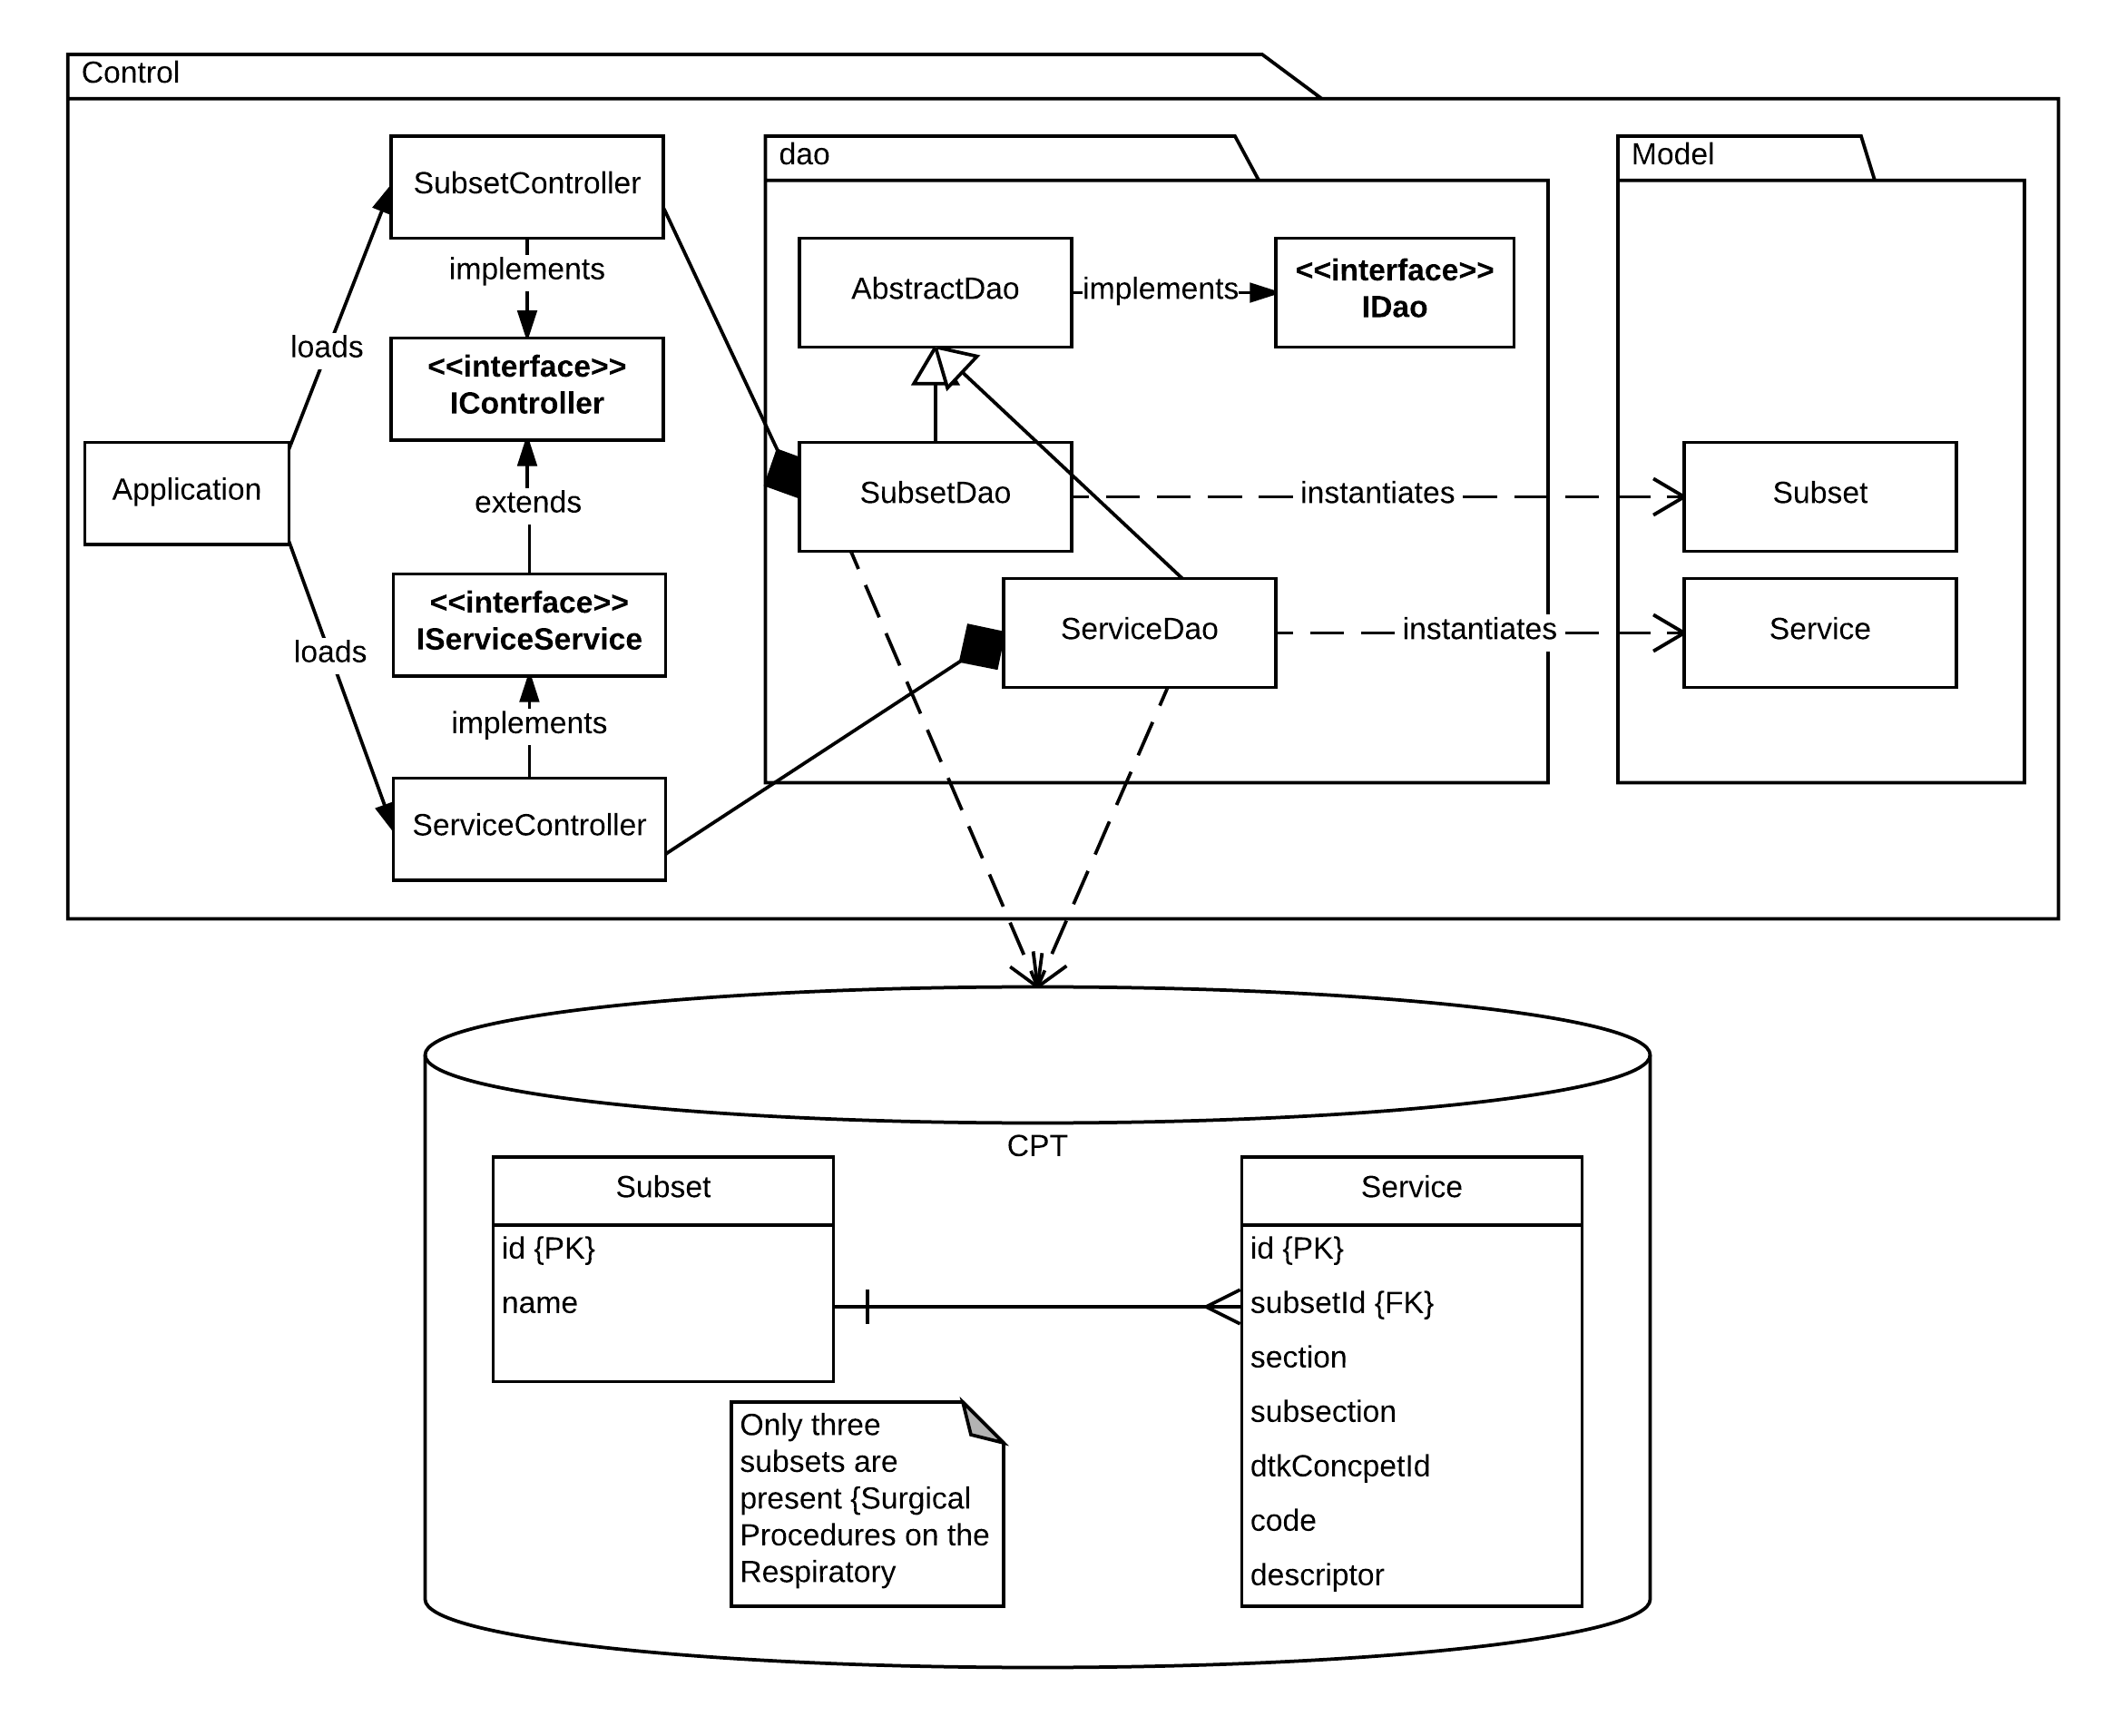 Control
dao
Model
SubsetController
implements
loads
<<interface>>
IController
Application
extends
<<interface>>
IServiceService
loads
implements
ServiceController
AbstractDao
implements
<<interface>>
IDao
SubsetDao
instantiates
Subset
ServiceDao
instantiates
Service
CPT
Subset
id {PK}
name
Service
id {PK}
subsetId {FK}
section
subsection
dtkConcpetId
code
descriptor
Only three
subsets are
present {Surgical
Procedures on the
Respiratory